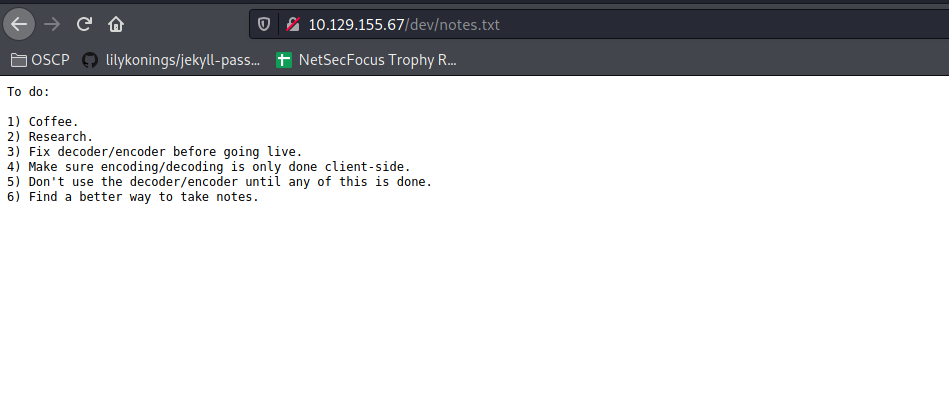 10.129.155.67/dev/notes.txt
OSCP lilykonings/jekyll-pass... NetSecFocus Trophy R...
To do:
1) Coffee.
2) Research.
3) Fix decoder/encoder before going live.
4) Make sure encoding/decoding is only done client-side.
5) Don't use the decoder/encoder until any of this is done.
6) Find a better way to take notes.